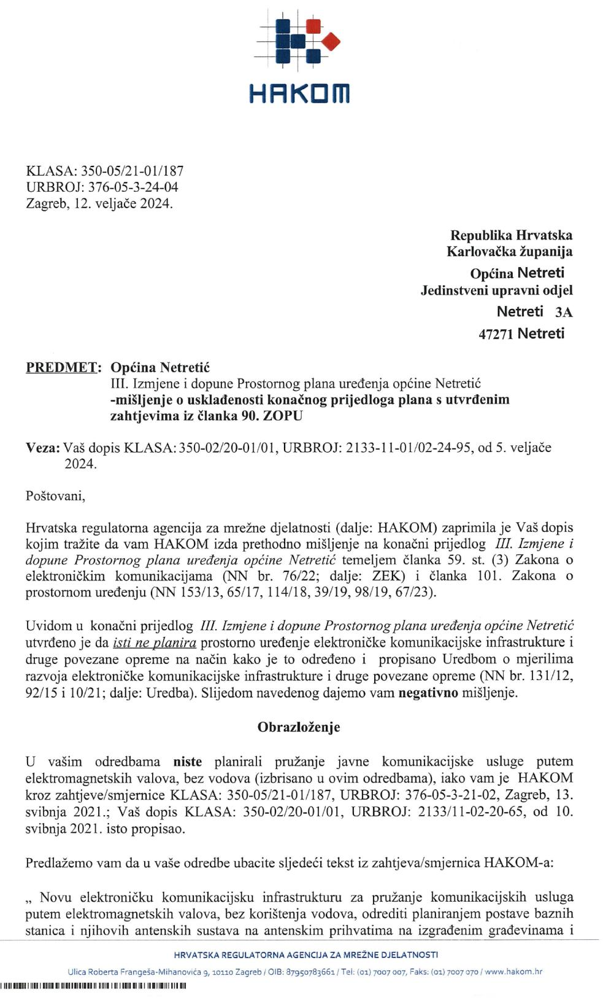 HAKOM
KLASA: 350-05/21-01/187
URBROJ: 376-05-3-24-04
Zagreb, 12. veljače 2024.
Republika Hrvatska
Karlovačka županija
Općina Netreti
Jedinstveni upravni odjel
Netreti 3A
47271 Netreti
PREDMET: Općina Netretić
III. Izmjene i dopune Prostornog plana uređenja općine Netretić
-mišljenje o usklađenosti konačnog prijedloga plana s utvrđenim
zahtjevima iz članka 90. ZOPU
Veza: Vaš dopis KLASA: 350-02/20-01/01, URBROJ: 2133-11-01/02-24-95, od 5. veljače
2024.
Poštovani,
Hrvatska regulatorna agencija za mrežne djelatnosti (dalje: HAKOM) zaprimila je Vaš dopis
kojim tražite da vam HAKOM izda prethodno mišljenje na konačni prijedlog III. Izmjene i
dopune Prostornog plana uređenja općine Netretić temeljem članka 59. st. (3) Zakona o
elektroničkim komunikacijama (NN br. 76/22; dalje: ZEK) i članka 101. Zakona o
prostornom uređenju (NN 153/13, 65/17, 114/18, 39/19, 98/19, 67/23).
Uvidom u konačni prijedlog III. Izmjene i dopune Prostornog plana uređenja općine Netretić
utvrđeno je da isti ne planira prostorno uređenje elektroničke komunikacijske infrastrukture i
druge povezane opreme na način kako je to određeno i propisano Uredbom o mjerilima
razvoja elektroničke komunikacijske infrastrukture i druge povezane opreme (NN br. 131/12,
92/15 i 10/21; dalje: Uredba). Slijedom navedenog dajemo vam negativno mišljenje.
Obrazloženje
U vašim odredbama niste planirali pružanje javne komunikacijske usluge putem
elektromagnetskih valova, bez vodova (izbrisano u ovim odredbama), iako vam je HAKOM
kroz zahtjeve/smjernice KLASA: 350-05/21-01/187, URBROJ: 376-05-3-21-02, Zagreb, 13.
svibnja 2021.; Vaš dopis KLASA: 350-02/20-01/01, URBROJ: 2133/11-02-20-65, od 10.
svibnja 2021. isto propisao.
Predlažemo vam da u vaše odredbe ubacite sljedeći tekst iz zahtjeva/smjernica HAKOM-a:
„ Novu elektroničku komunikacijsku infrastrukturu za pružanje komunikacijskih usluga
putem elektromagnetskih valova, bez korištenja vodova, odrediti planiranjem postave baznih
stanica i njihovih antenskih sustava na antenskim prihvatima na izgrađenim građevinama i
HRVATSKA REGULATORNA AGENCIJA ZA MREŽNE DJELATNOSTI
Ulica Roberta Frangeša-Mihanovića 9, 10110 Zagreb / OIB: 87950783661 / Tel: (01) 7007 007, Faks: (01) 7007 070 / www.hakom.hr